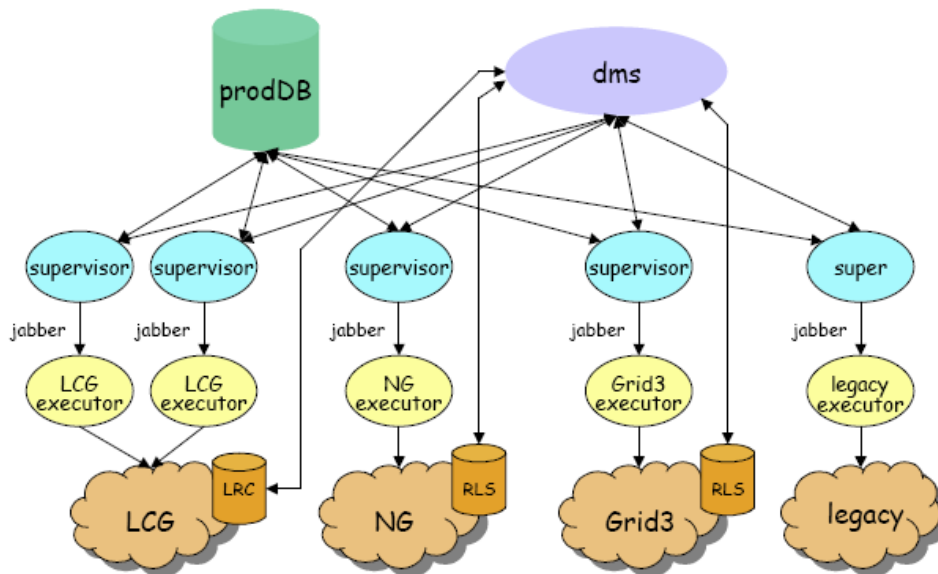 prodDB
dms
supervisor
supervisor
supervisor
supervisor
super
jabber
jabber
jabber
jabber
jabber
LCG
executor
LCG
executor
NG
executor
Grid3
executor
legacy
executor
LRC
RLS
RLS
LCG
NG
Grid3
legacy